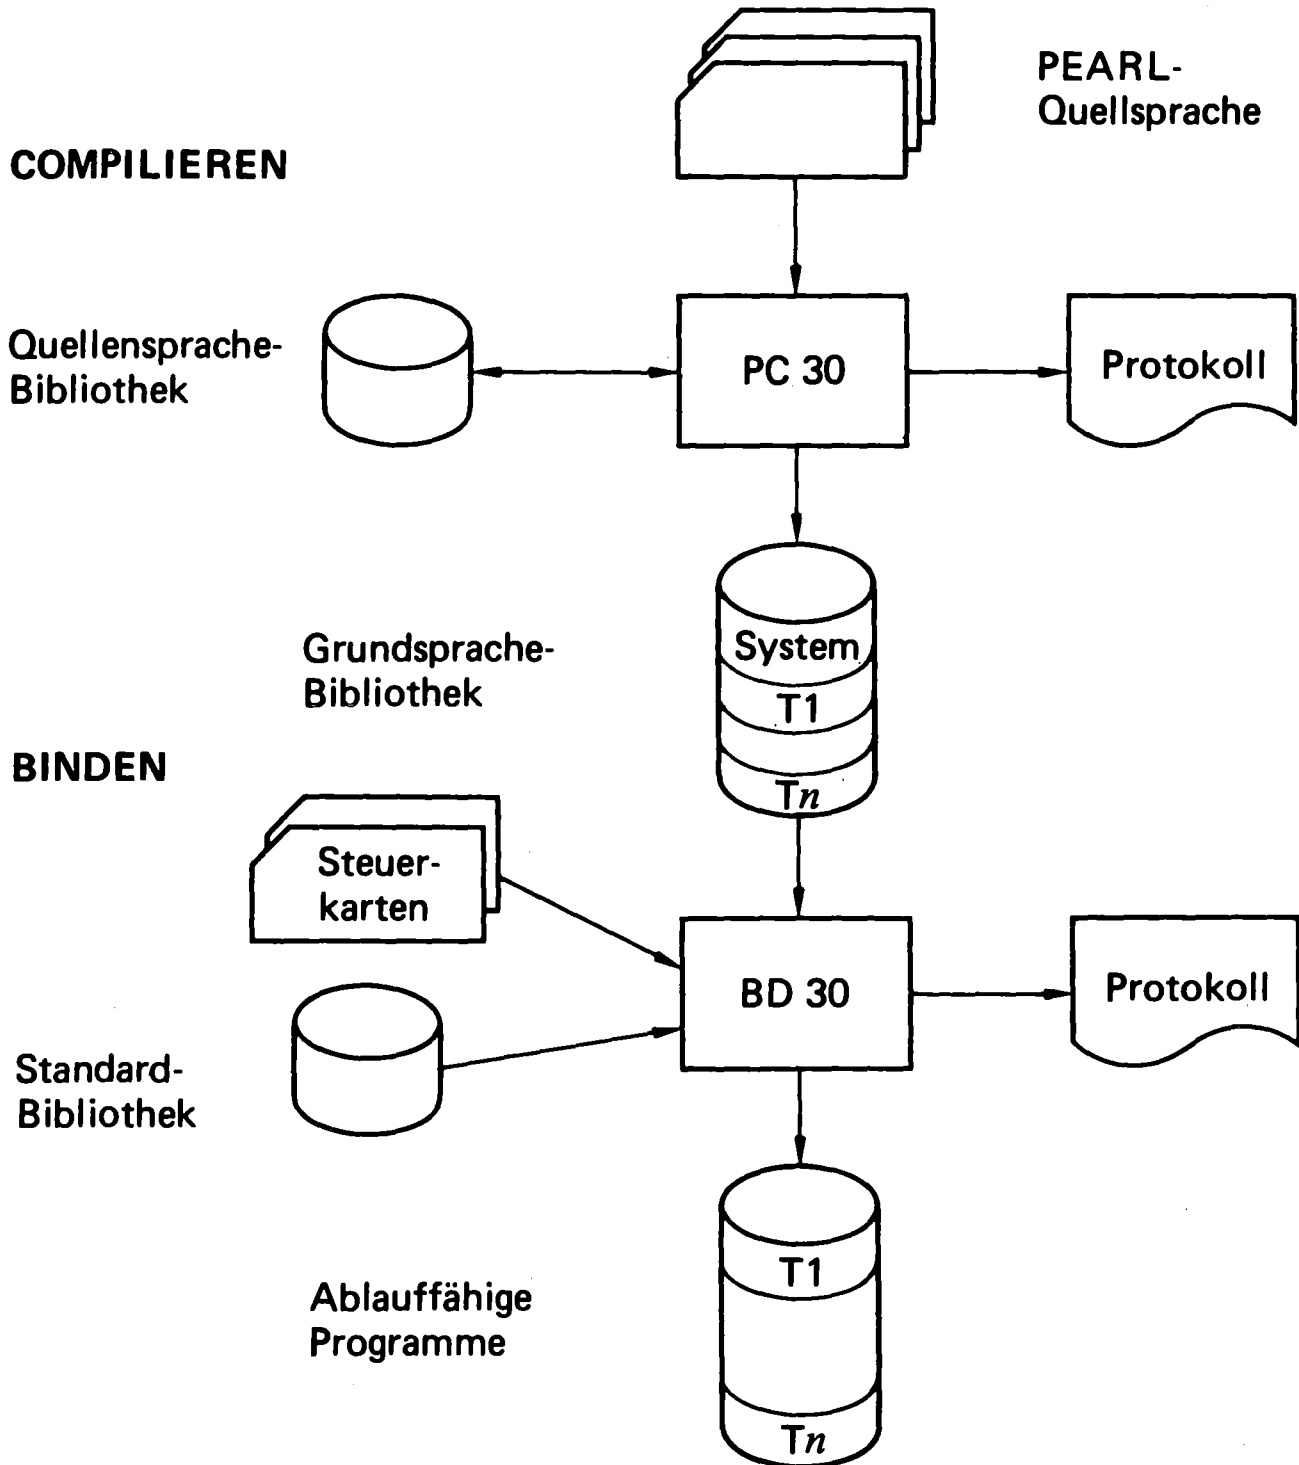 PEARL-
Quellsprache
COMPILIEREN
Quellensprache-
Bibliothek
PC 30
Protokoll
Grundsprache-
Bibliothek
System
T1
Tn
BINDEN
Steuer-
karten
BD 30
Protokoll
Standard-
Bibliothek
Ablauffähige
Programme
T1
Tn